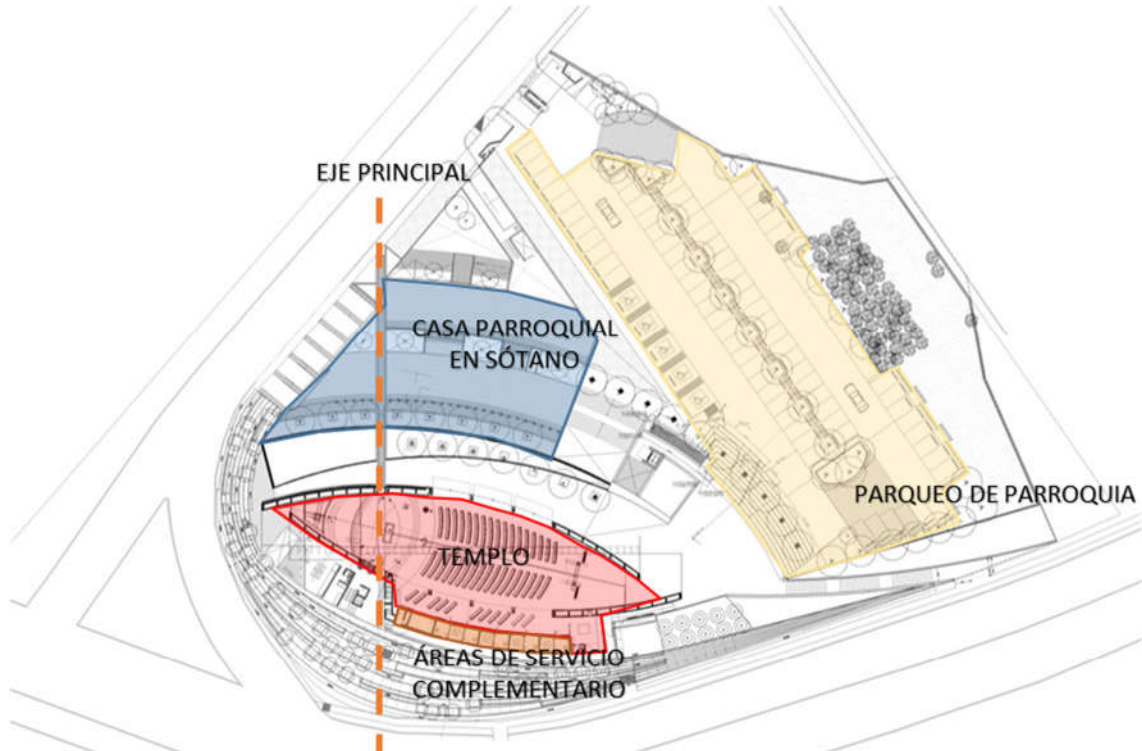 EJE PRINCIPAL
CASA PARROQUIAL
EN SÓTANO
PARQUEO DE PARROQUIA
TEMPLO
ÁREAS DE SERVICIO
COMPLEMENTARIO